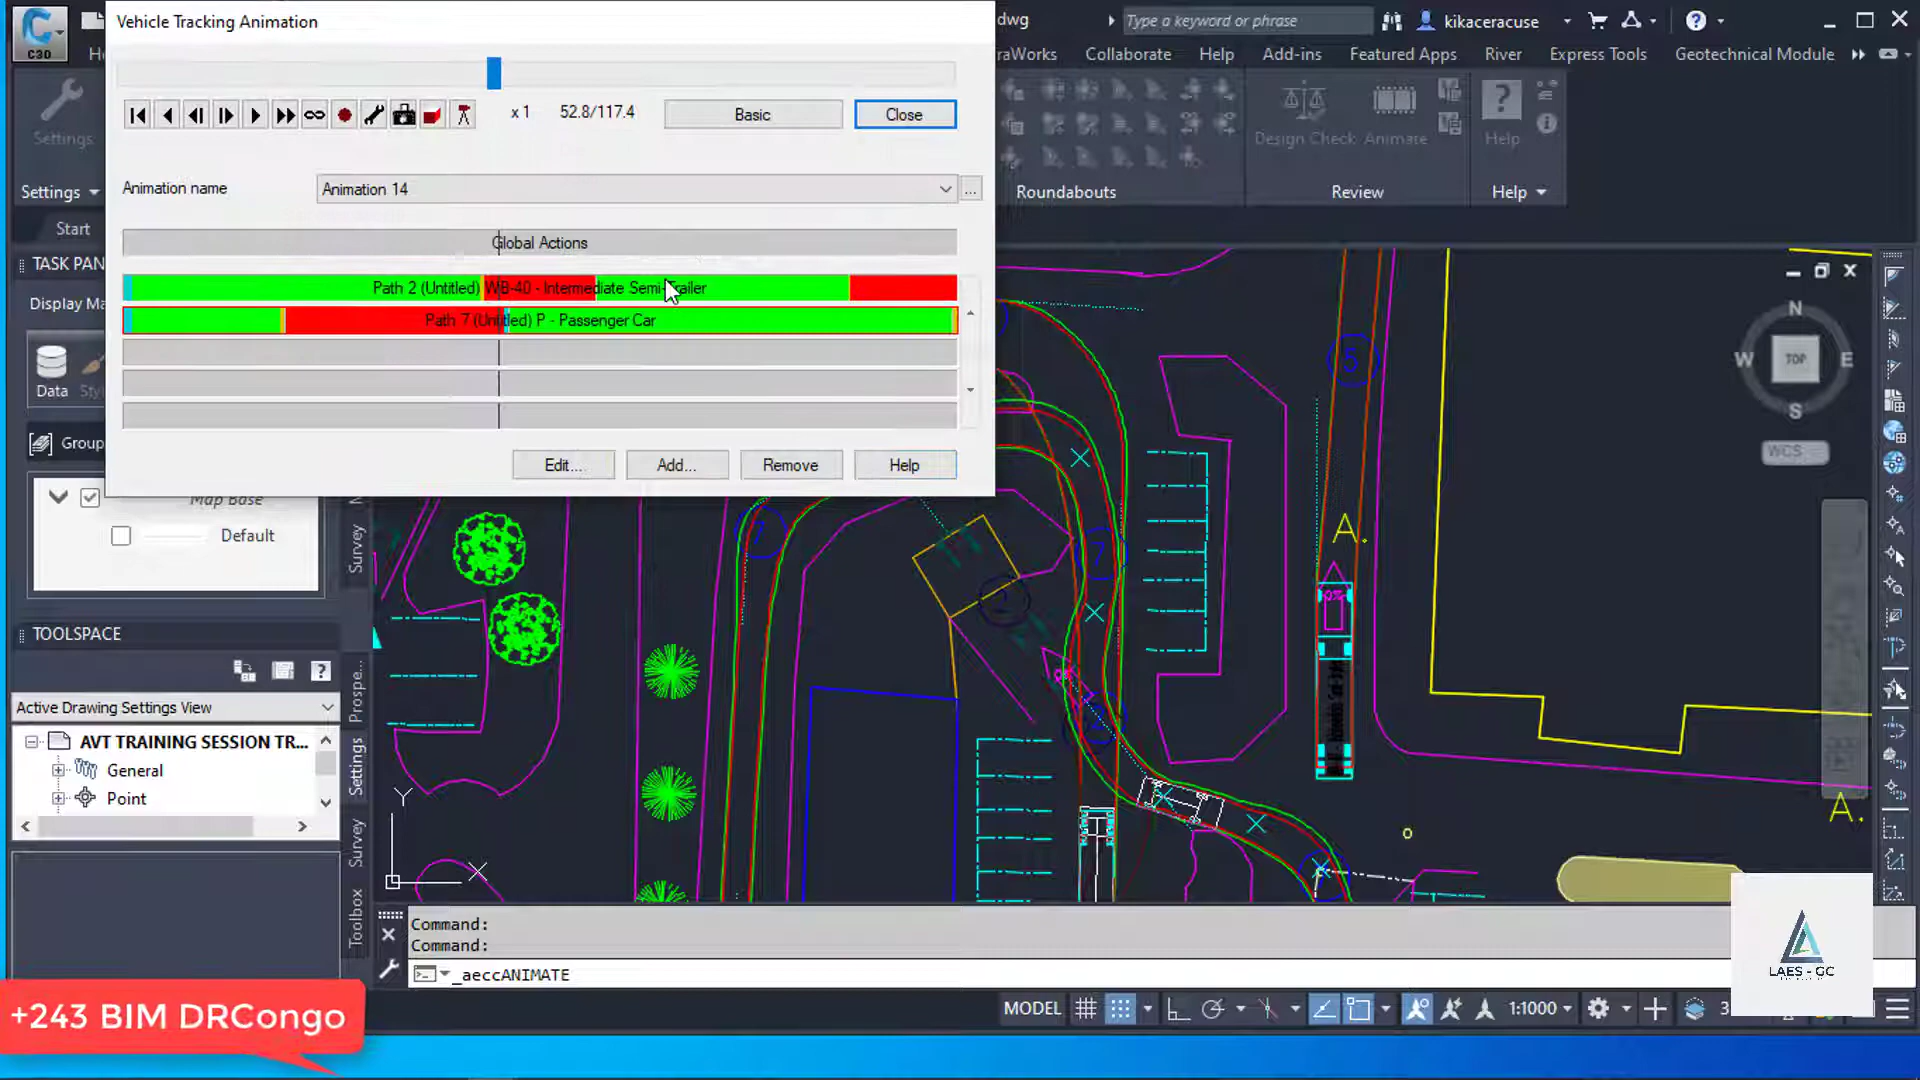 Vehicle Tracking Animation
dwg
Type a keyword or phrase
kikaceracuse
C3D
raWorks
Collaborate
Help
Add-ins
Featured Apps
River
Express Tools
Geotechnical Module
x 1
52.8/117.4
Basic
Close
Settings
Design Check
Animate
Help
Animation name
Animation 14
...
Settings
Roundabouts
Review
Help
Start
Global Actions
TASK PAN
Path 2 (Untitled) WB-40 - Intermediate Semi-Trailer
Display Ma
Path 7 (Untitled) P - Passenger Car
Data
Group
Edit...
Add...
Remove
Help
Map Base
Default
N
W
TOP
E
S
WCS
5
7
7
A.
0%
A.
Survey
TOOLSPACE
Prospe...
Active Drawing Settings View
Settings
AVT TRAINING SESSION TR...
General
Point
Survey
Toolbox
Y
X
Command:
Command:
_aeccANIMATE
LAES - GC
MODEL
1:1000
3
+243 BIM DRCongo